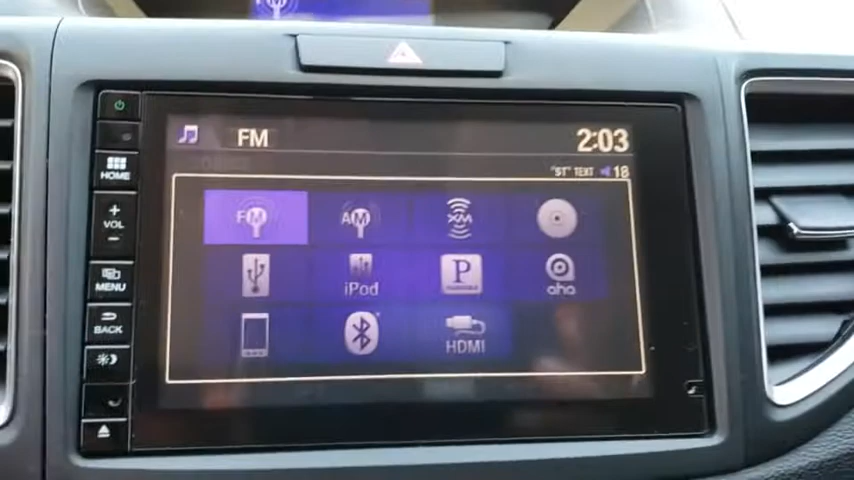 FM 2:03
HOME "ST" TEXT 18
FM AM XM
VOL
iPod P aha
MENU
BACK
HDMI